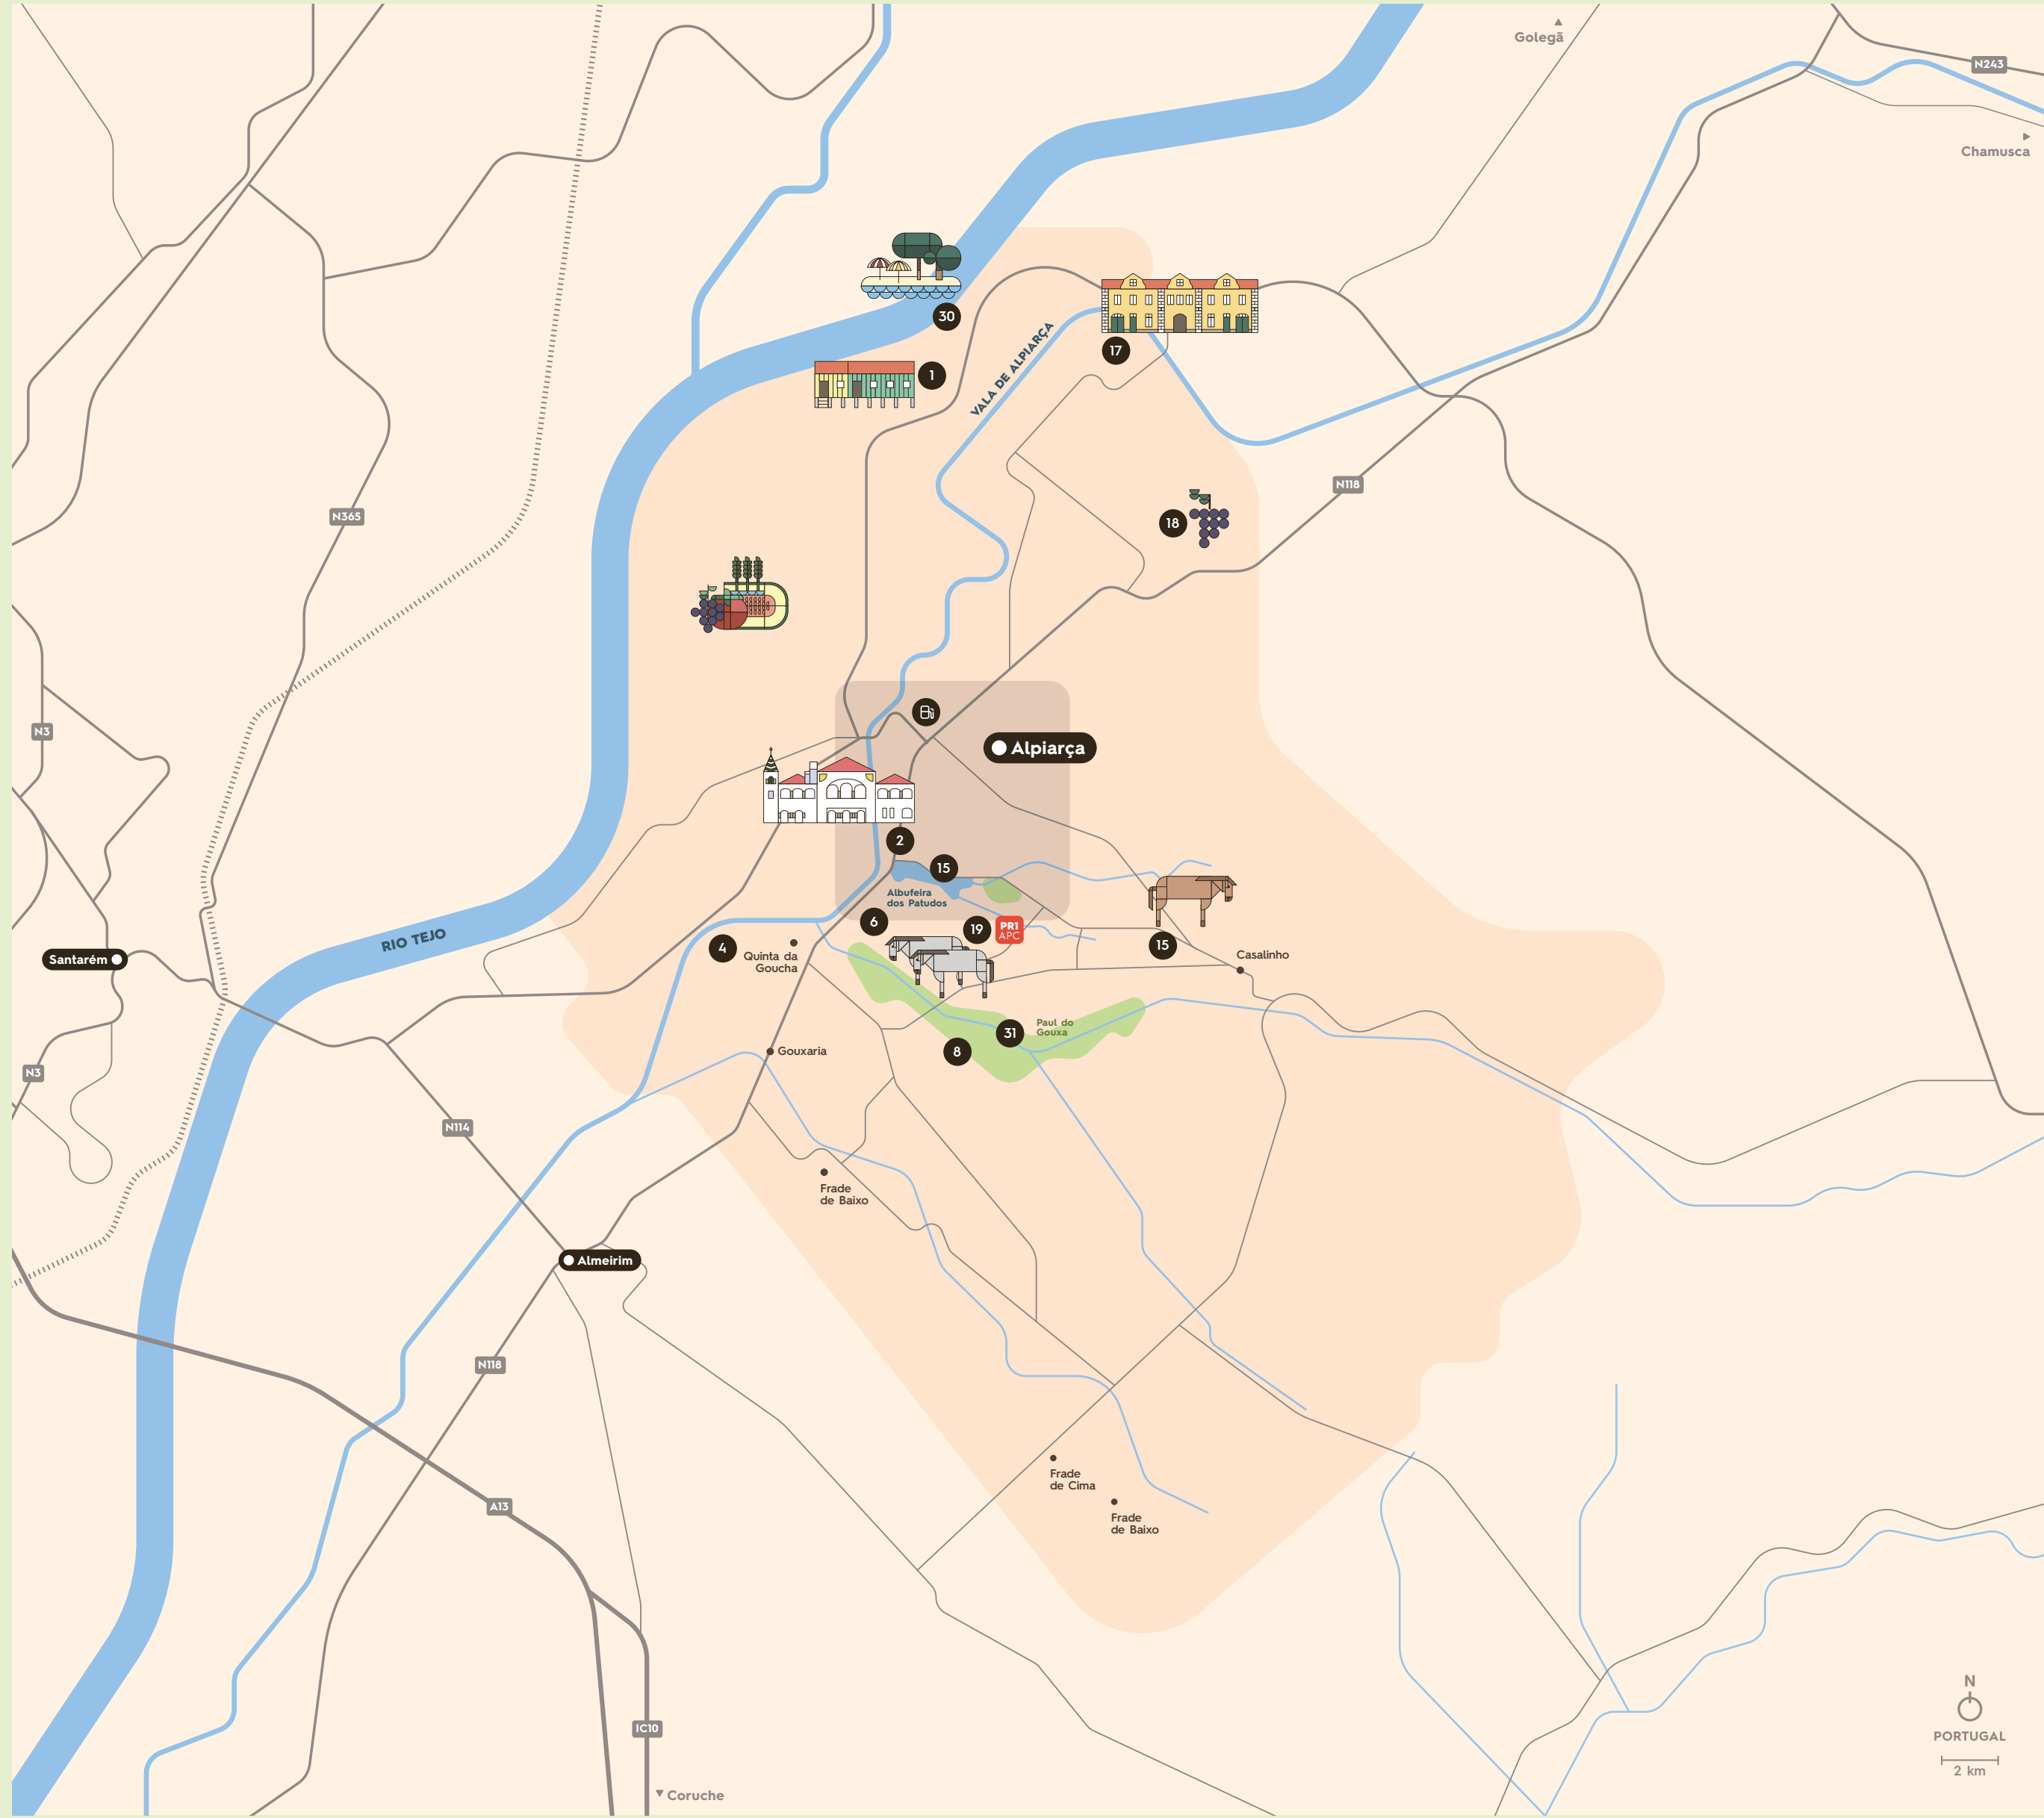 Golegã
N243
Chamusca
30
17
1
VALA DE ALPIARÇA
N118
N365
18
N3
Alpiarça
2
15
Albufeira
dos Patudos
6
19
PR1
APC
RIO TEJO
4
15
Santarém
Quinta da
Goucha
Casalinho
31
Paul do
Gouxa
8
Gouxaria
N3
N114
Frade
de Baixo
Almeirim
N118
Frade
de Cima
A13
Frade
de Baixo
N
PORTUGAL
2 km
IC10
Coruche